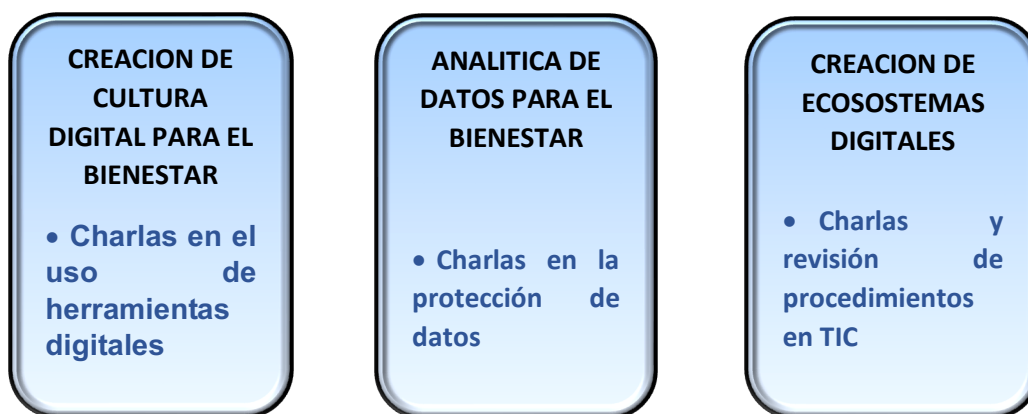 CREACION DE
CULTURA
DIGITAL PARA EL
BIENESTAR
• Charlas en el
uso de
herramientas
digitales
ANALITICA DE
DATOS PARA EL
BIENESTAR
• Charlas en la
protección de
datos
CREACION DE
ECOSOSTEMAS
DIGITALES
• Charlas y
revisión de
procedimientos
en TIC